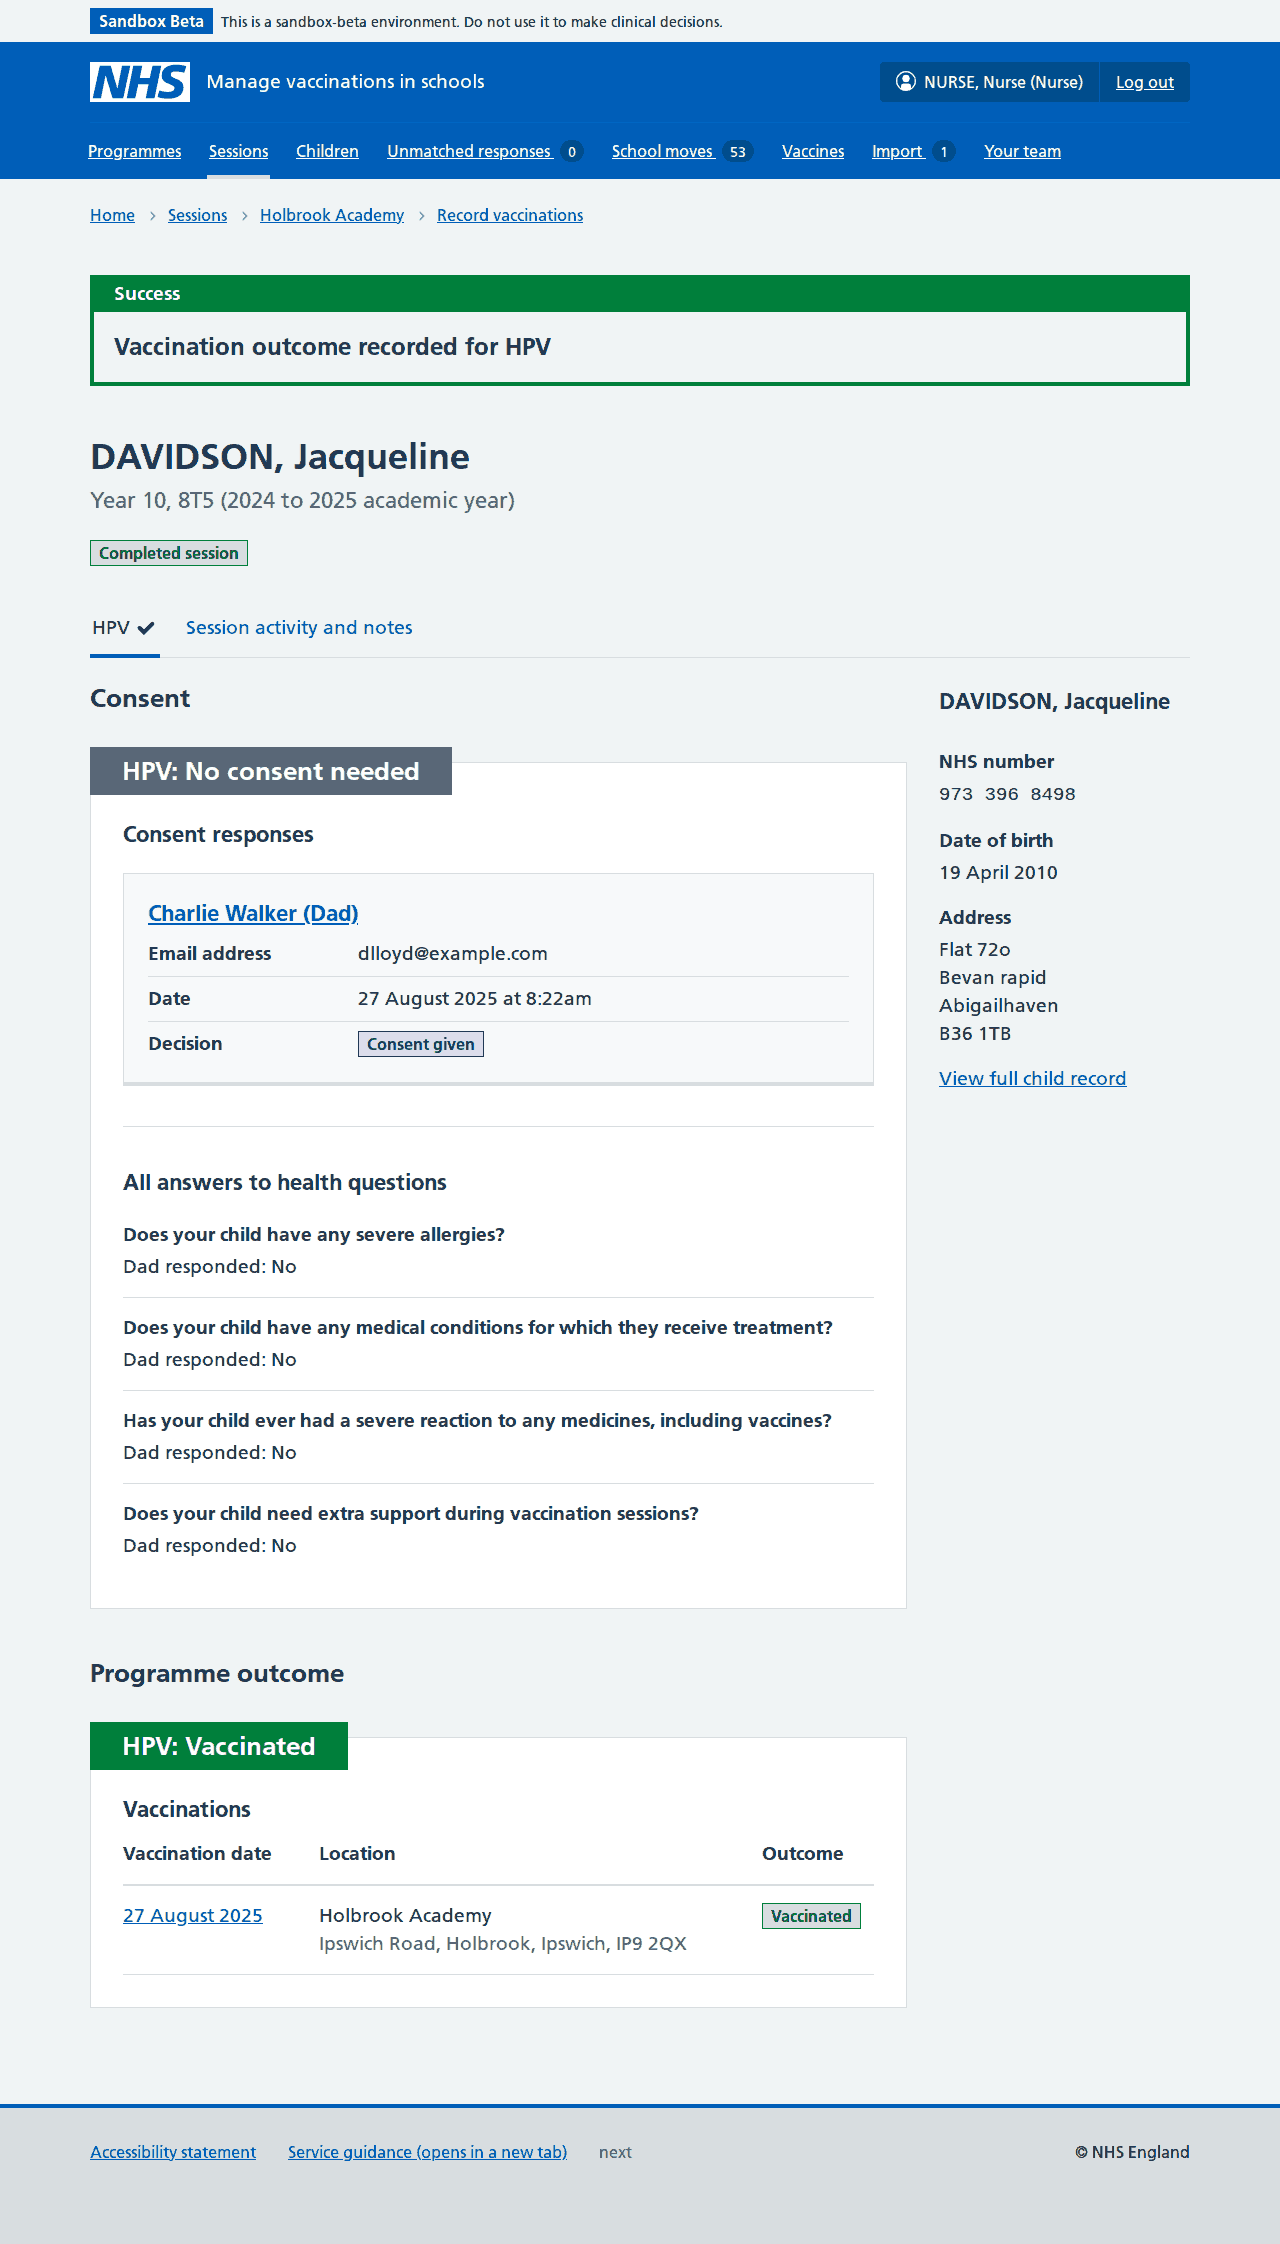 Sandbox Beta This is a sandbox-beta environment. Do not use it to make clinical decisions.
NHS Manage vaccinations in schools NURSE, Nurse (Nurse) Log out
Programmes Sessions Children Unmatched responses 0 School moves 53 Vaccines Import 1 Your team
Home Sessions Holbrook Academy Record vaccinations
Success
Vaccination outcome recorded for HPV
DAVIDSON, Jacqueline
Year 10, 8T5 (2024 to 2025 academic year)
Completed session
HPV Session activity and notes
Consent
HPV: No consent needed
Consent responses
Charlie Walker (Dad)
Email address dlloyd@example.com
Date 27 August 2025 at 8:22am
Decision Consent given
All answers to health questions
Does your child have any severe allergies?
Dad responded: No
Does your child have any medical conditions for which they receive treatment?
Dad responded: No
Has your child ever had a severe reaction to any medicines, including vaccines?
Dad responded: No
Does your child need extra support during vaccination sessions?
Dad responded: No
DAVIDSON, Jacqueline
NHS number
973 396 8498
Date of birth
19 April 2010
Address
Flat 72o
Bevan rapid
Abigailhaven
B36 1TB
View full child record
Programme outcome
HPV: Vaccinated
Vaccinations
Vaccination date Location Outcome
27 August 2025 Holbrook Academy Vaccinated
Ipswich Road, Holbrook, Ipswich, IP9 2QX
Accessibility statement Service guidance (opens in a new tab) next © NHS England